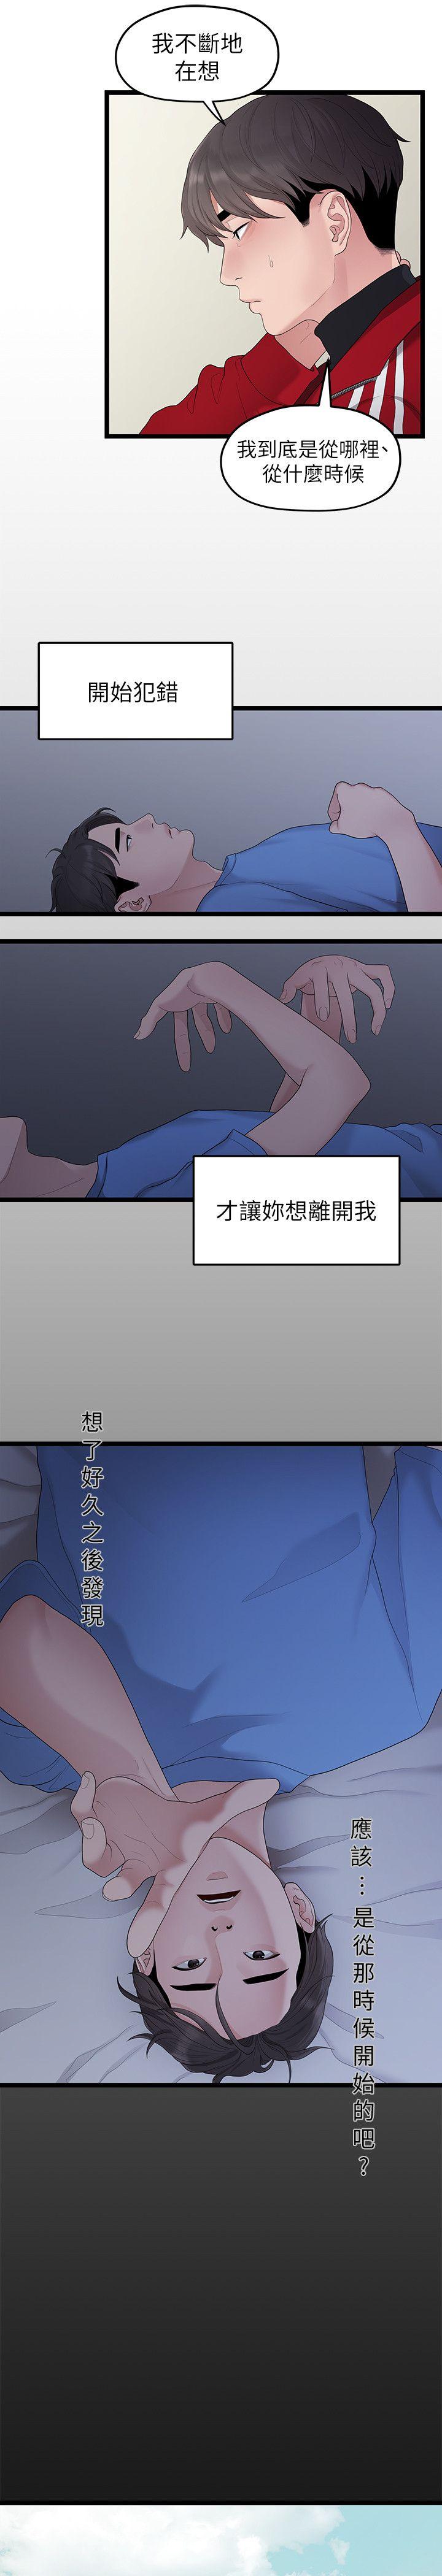 我不斷地
在想
我到底是從哪裡、
從什麼時候
開始犯錯
才讓妳想離開我
想了好久之後發現
應該…是從那時候開始的吧?